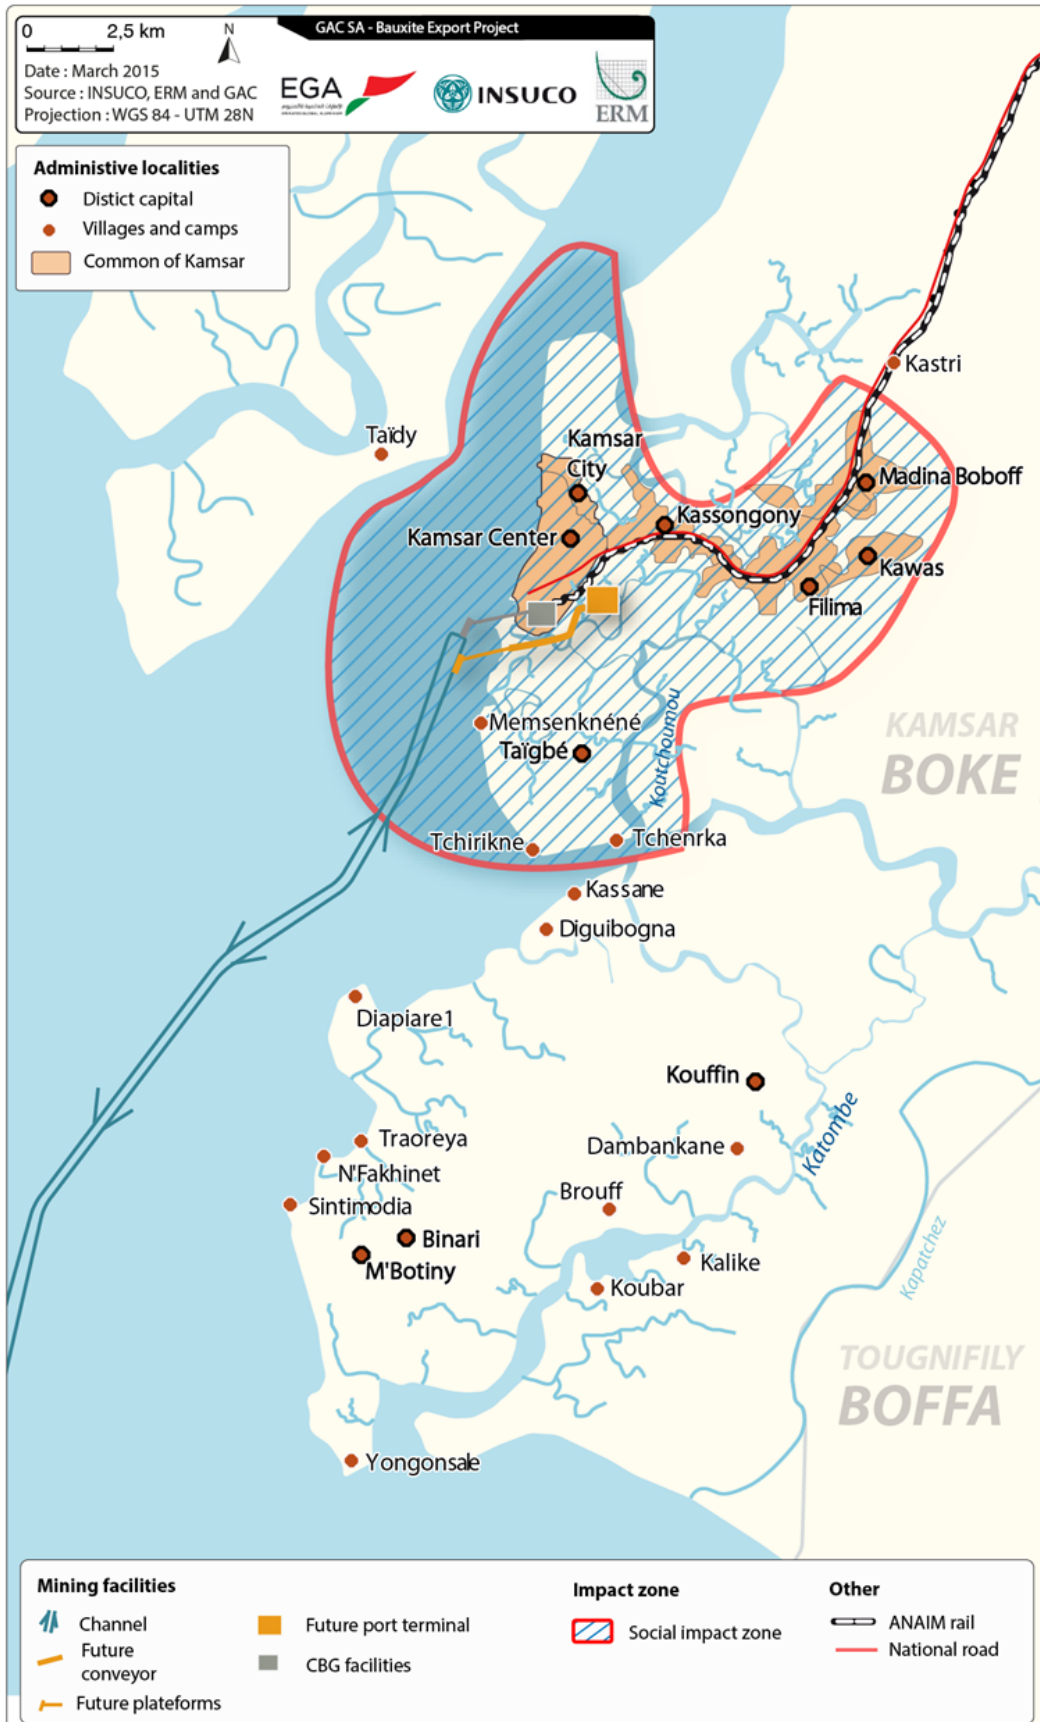 0 2,5 km
N
GAC SA - Bauxite Export Project
Date : March 2015
Source : INSUCO, ERM and GAC
Projection : WGS 84 - UTM 28N
EGA
INSUCO
ERM
Administive localities
Distict capital
Villages and camps
Common of Kamsar
Kastri
Taïdy
Kamsar
City
Madina Boboff
Kassongony
Kamsar Center
Kawas
Filima
Memsenknéné
Koutchoumou
KAMSAR
Taïgbé
BOKE
Tchirikne
Tchenrka
Kassane
Diguibogna
Diapiare1
Kouffin
Katombe
Traoreya
Dambankane
N'Fakhinet
Brouff
Sintimodia
Binari
Kapatchez
M'Botiny
Kalike
Koubar
TOUGNIFILY
BOFFA
Yongonsale
Mining facilities
Channel
Future
conveyor
Future plateforms
Future port terminal
CBG facilities
Impact zone
Social impact zone
Other
ANAIM rail
National road